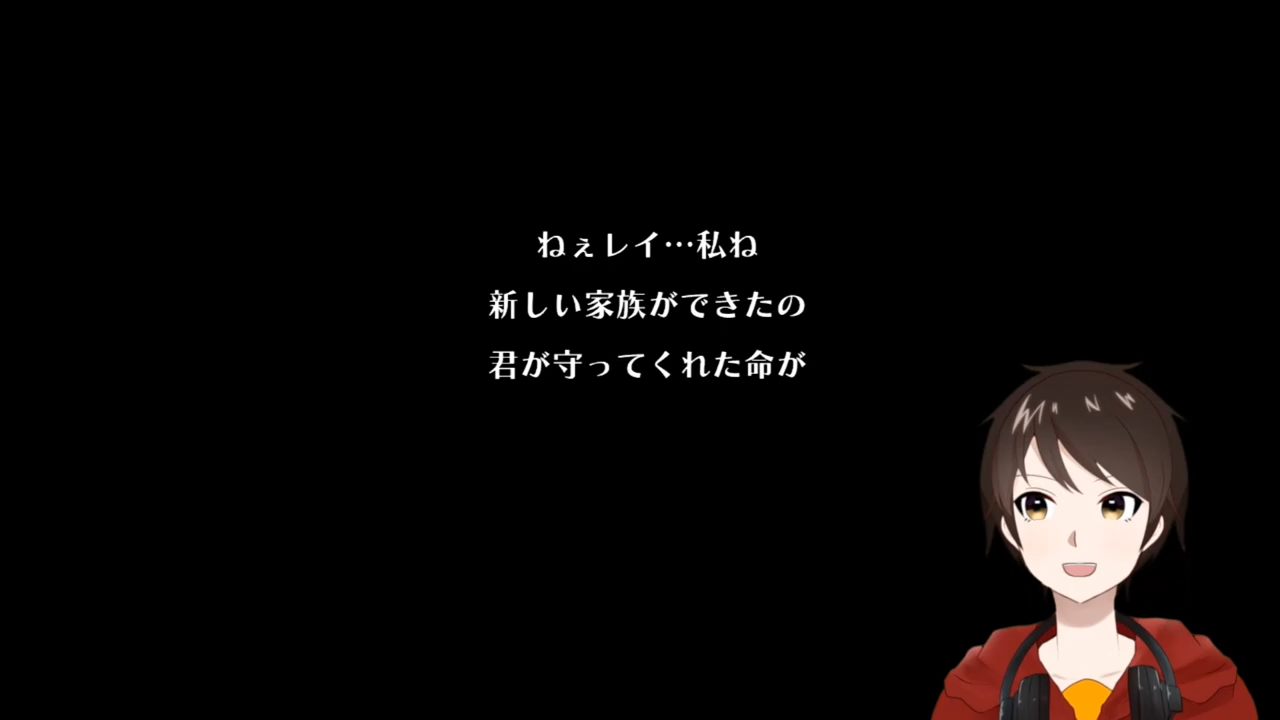 ねぇレイ…私ね
新しい家族ができたの
君が守ってくれた命が